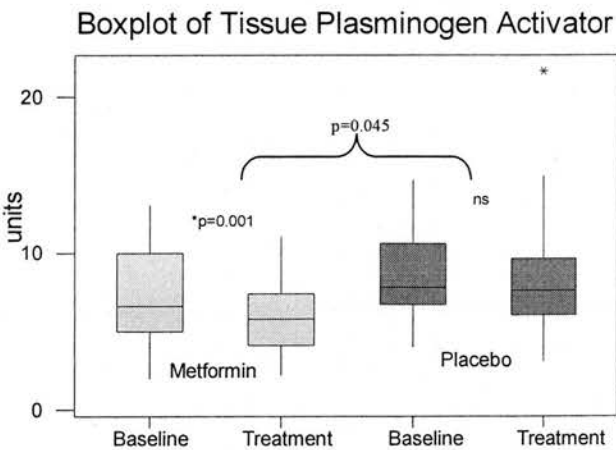 Boxplot of Tissue Plasminogen Activator
units
20
10
0
p=0.045
*p=0.001
ns
*
Metformin
Placebo
Baseline Treatment Baseline Treatment